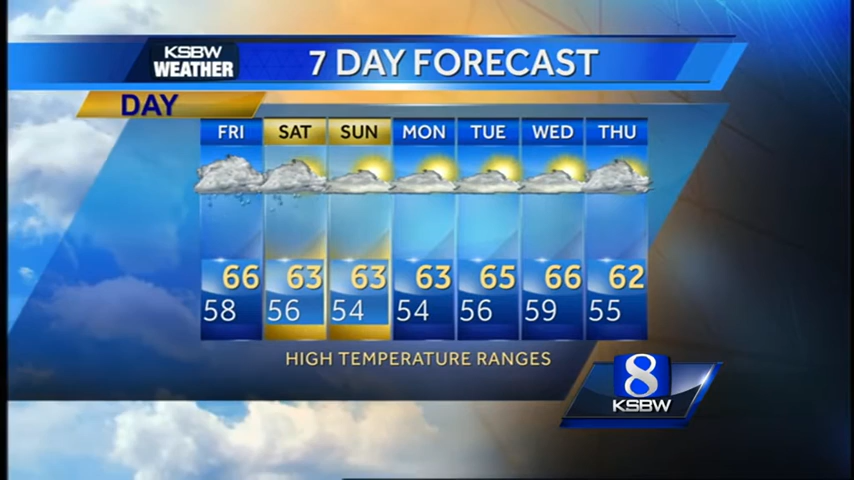 KSBW
WEATHER
7 DAY FORECAST
DAY
FRI SAT SUN MON TUE WED THU
66 63 63 63 65 66 62
58 56 54 54 56 59 55
HIGH TEMPERATURE RANGES
8
KSBW